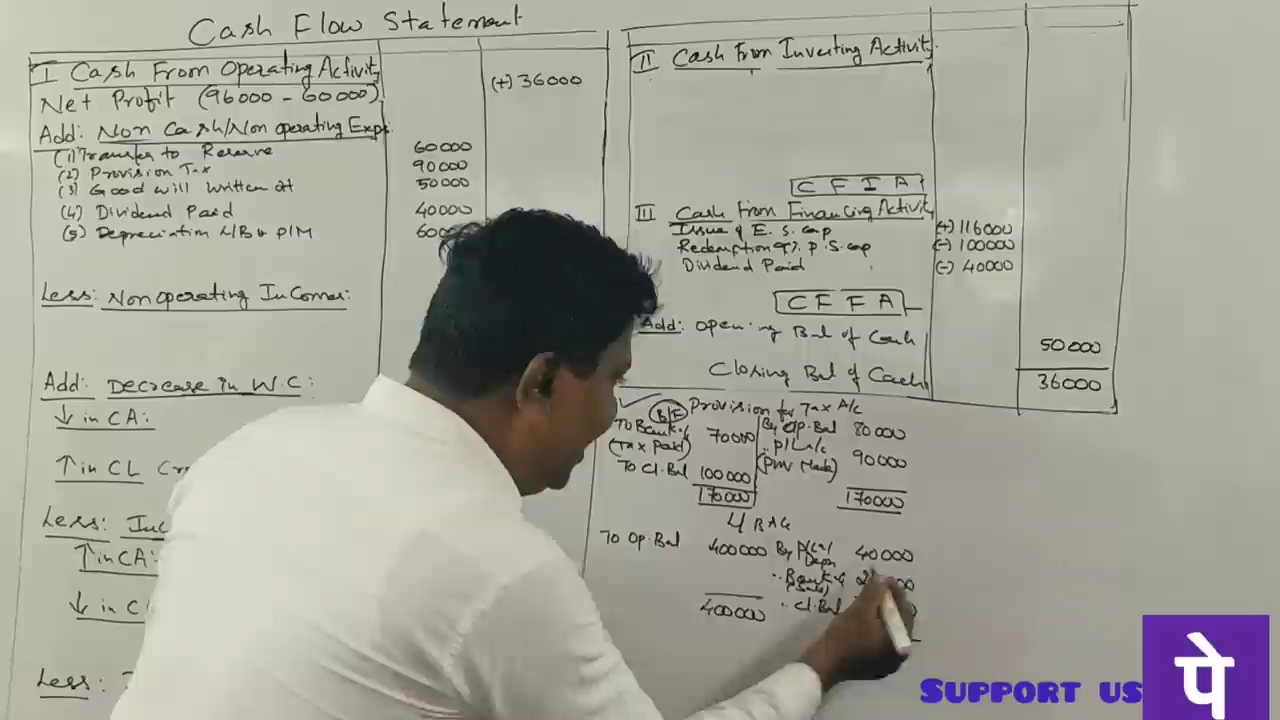 Cash Flow Statement
I Cash From Operating Activity
(+) 36000
Net Profit (96000 - 60000)
Add: Non Cash/Non operating Exps.
(1) Transfer to Reserve 60000
(2) Provision Tax 90000
(3) Good will written off 50000
(4) Dividend Paid 40000
(5) Depreciation L/B & P/M 6000
Less: Non operating InComes:
Add: Decrease in W.C:
↓ in CA:
↑ in CL
Less: Inc
↑ in CA:
↓ in C
Less:
II Cash From Investing Activity
C F I A
III Cash from Financing Activity
Issue of E. S. cap (+) 116000
Redemption of P. S. cap (-) 100000
Dividend Paid (-) 40000
C F F A
Add: Opening Bal of Cash 50000
Closing Bal of Cash 36000
B/F Provision for Tax A/c
To Bank 70000 By Op. Bal 80000
(Tax Paid) P/L A/c 90000
To Cl. Bal 100000 (Prov Made)
170000 170000
To Op. Bal 400000 By P/L A/ 40000
Depn
Bank
(Sale)
400000 Cl. Bal
SUPPORT US
पे